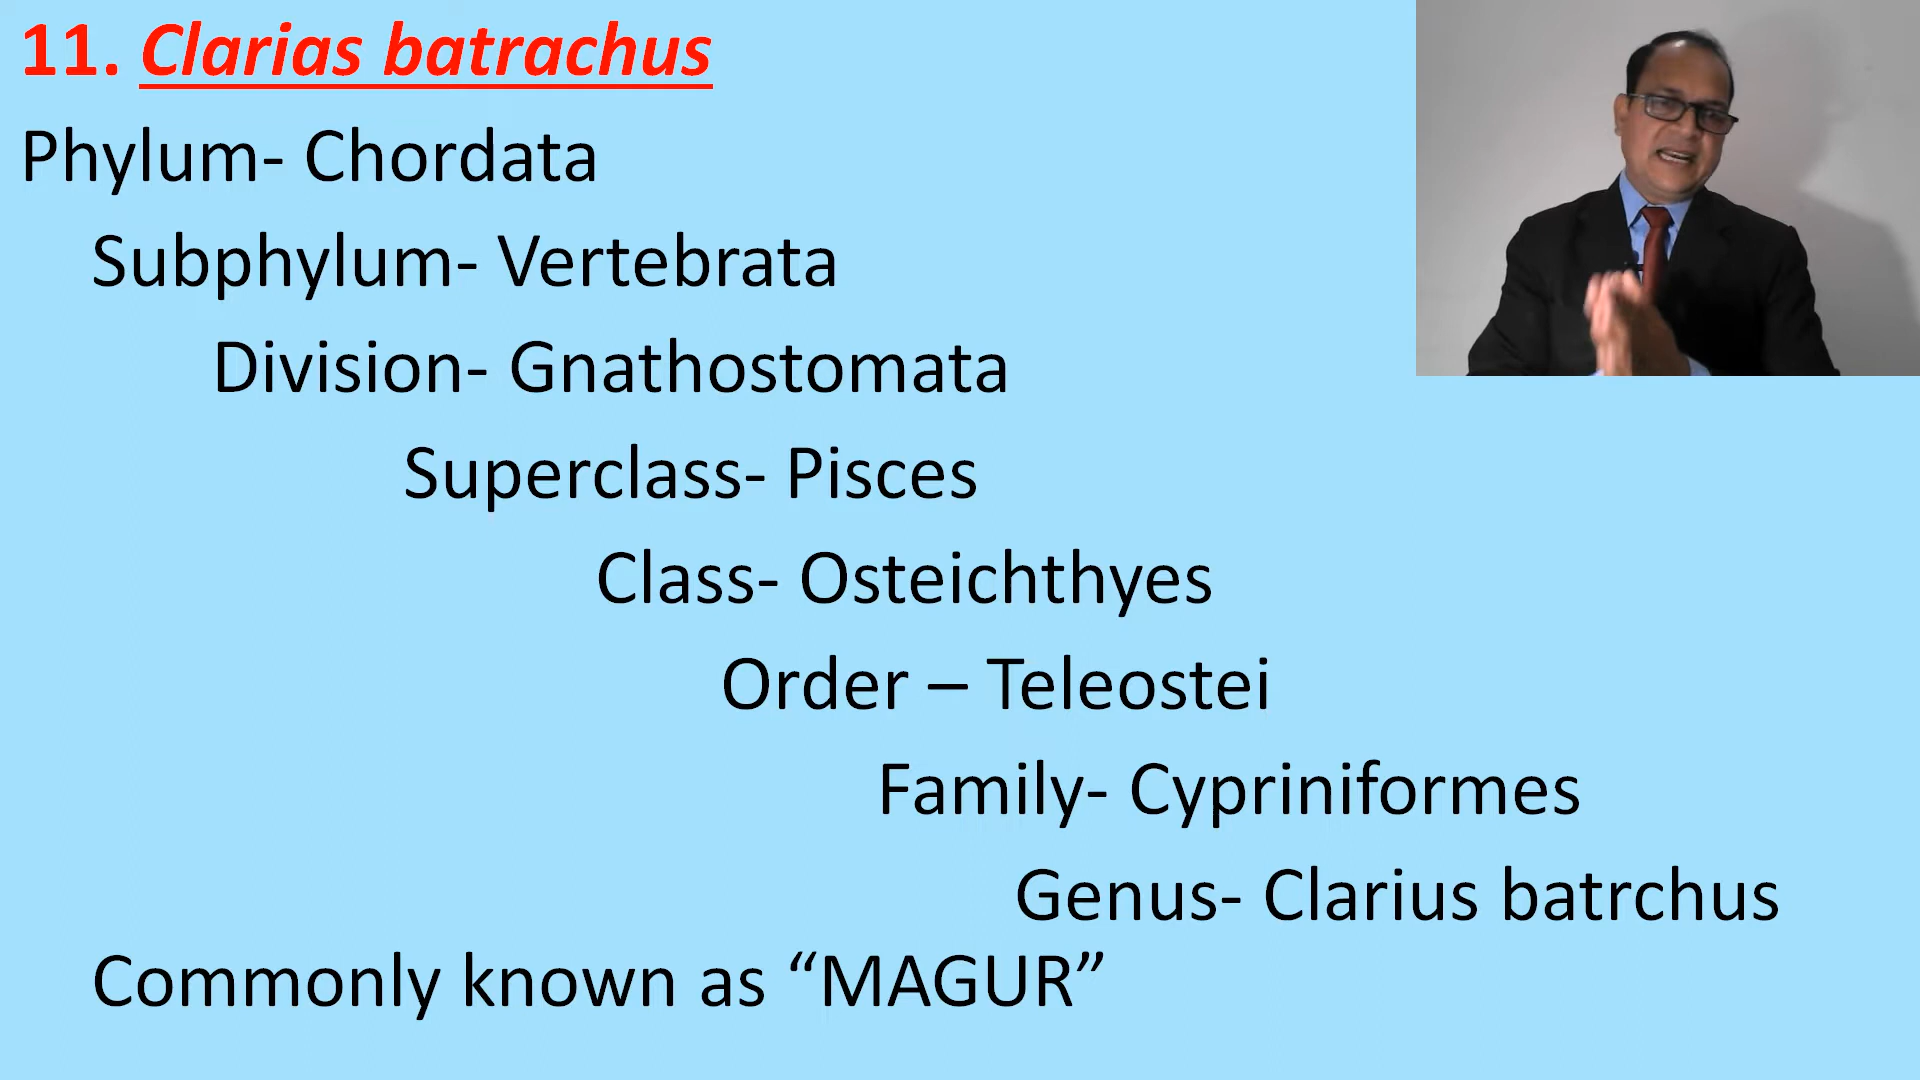 11. Clarias batrachus
Phylum- Chordata
Subphylum- Vertebrata
Division- Gnathostomata
Superclass- Pisces
Class- Osteichthyes
Order – Teleostei
Family- Cypriniformes
Genus- Clarius batrchus
Commonly known as “MAGUR”